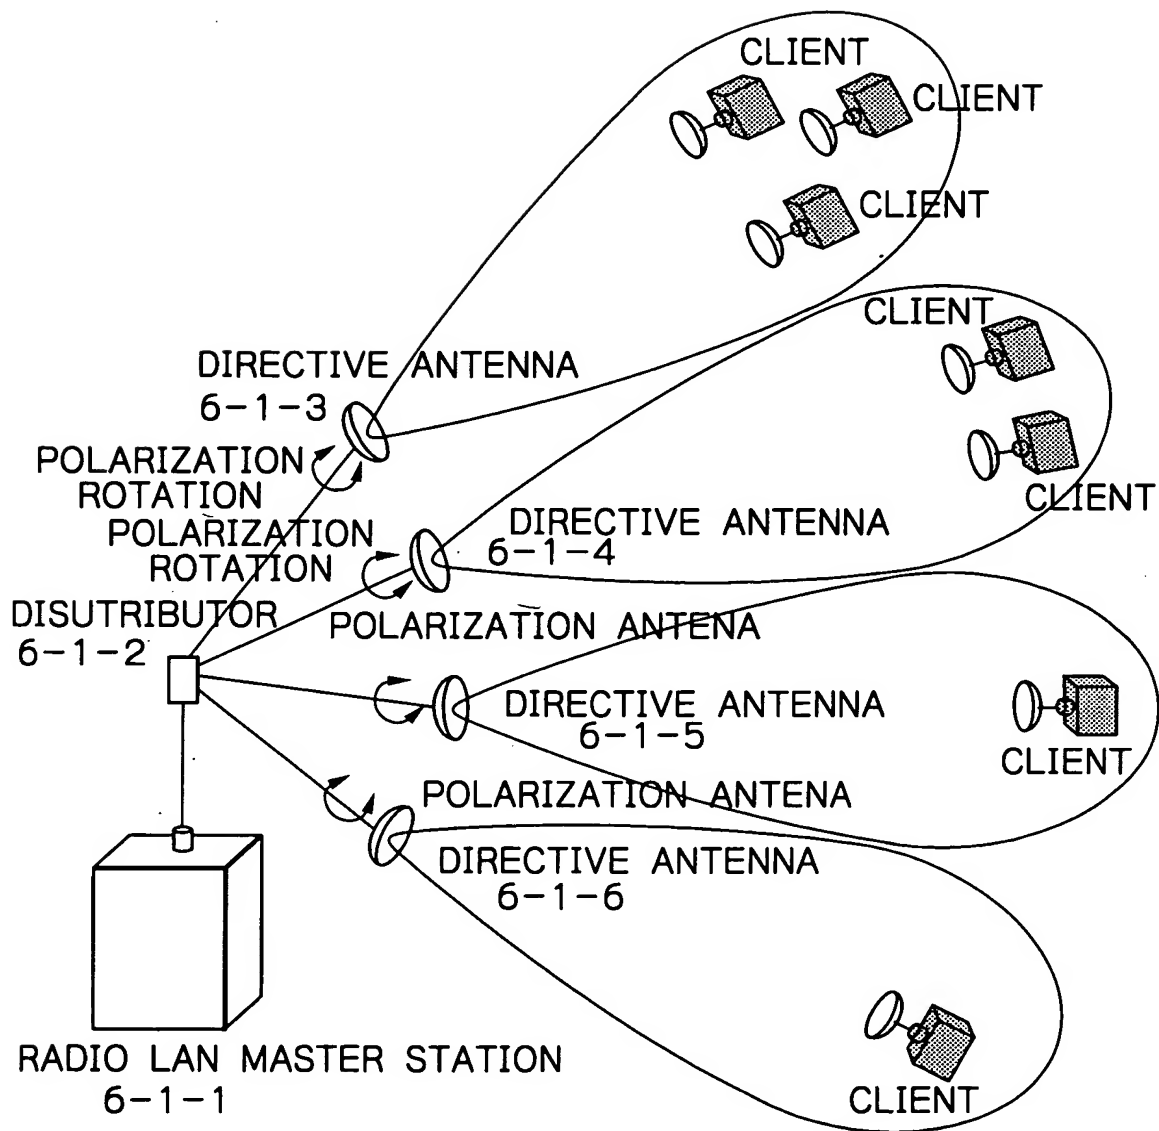 CLIENT
CLIENT
CLIENT
CLIENT
DIRECTIVE ANTENNA
6-1-3
POLARIZATION
ROTATION
CLIENT
POLARIZATION
ROTATION
DIRECTIVE ANTENNA
6-1-4
DISUTRIBUTOR
6-1-2
POLARIZATION ANTENA
DIRECTIVE ANTENNA
6-1-5
CLIENT
POLARIZATION ANTENA
DIRECTIVE ANTENNA
6-1-6
RADIO LAN MASTER STATION
6-1-1
CLIENT